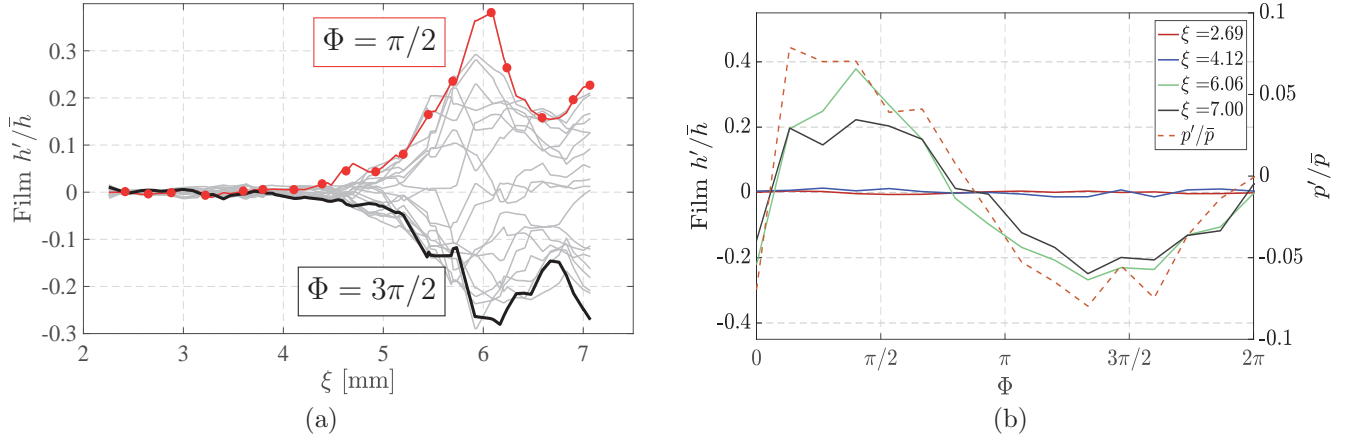 0.3
0.2
0.1
0
-0.1
-0.2
-0.3
Film h′/h̄
Φ = π/2
Φ = 3π/2
2
3
4
5
6
7
ξ [mm]
(a)
0.4
0.2
0
-0.2
-0.4
Film h′/h̄
ξ =2.69
ξ =4.12
ξ =6.06
ξ =7.00
p′/p̄
0.1
0.05
0
-0.05
-0.1
p′/p̄
0
π/2
π
3π/2
2π
Φ
(b)